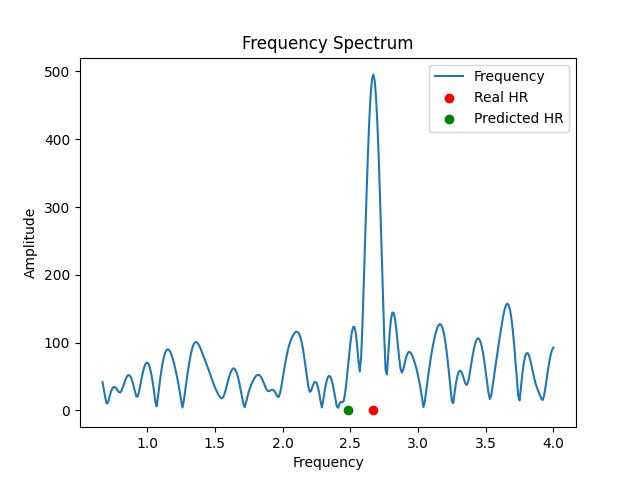 Frequency Spectrum
Frequency
Real HR
Predicted HR
500
400
300
200
100
0
Amplitude
1.0 1.5 2.0 2.5 3.0 3.5 4.0
Frequency